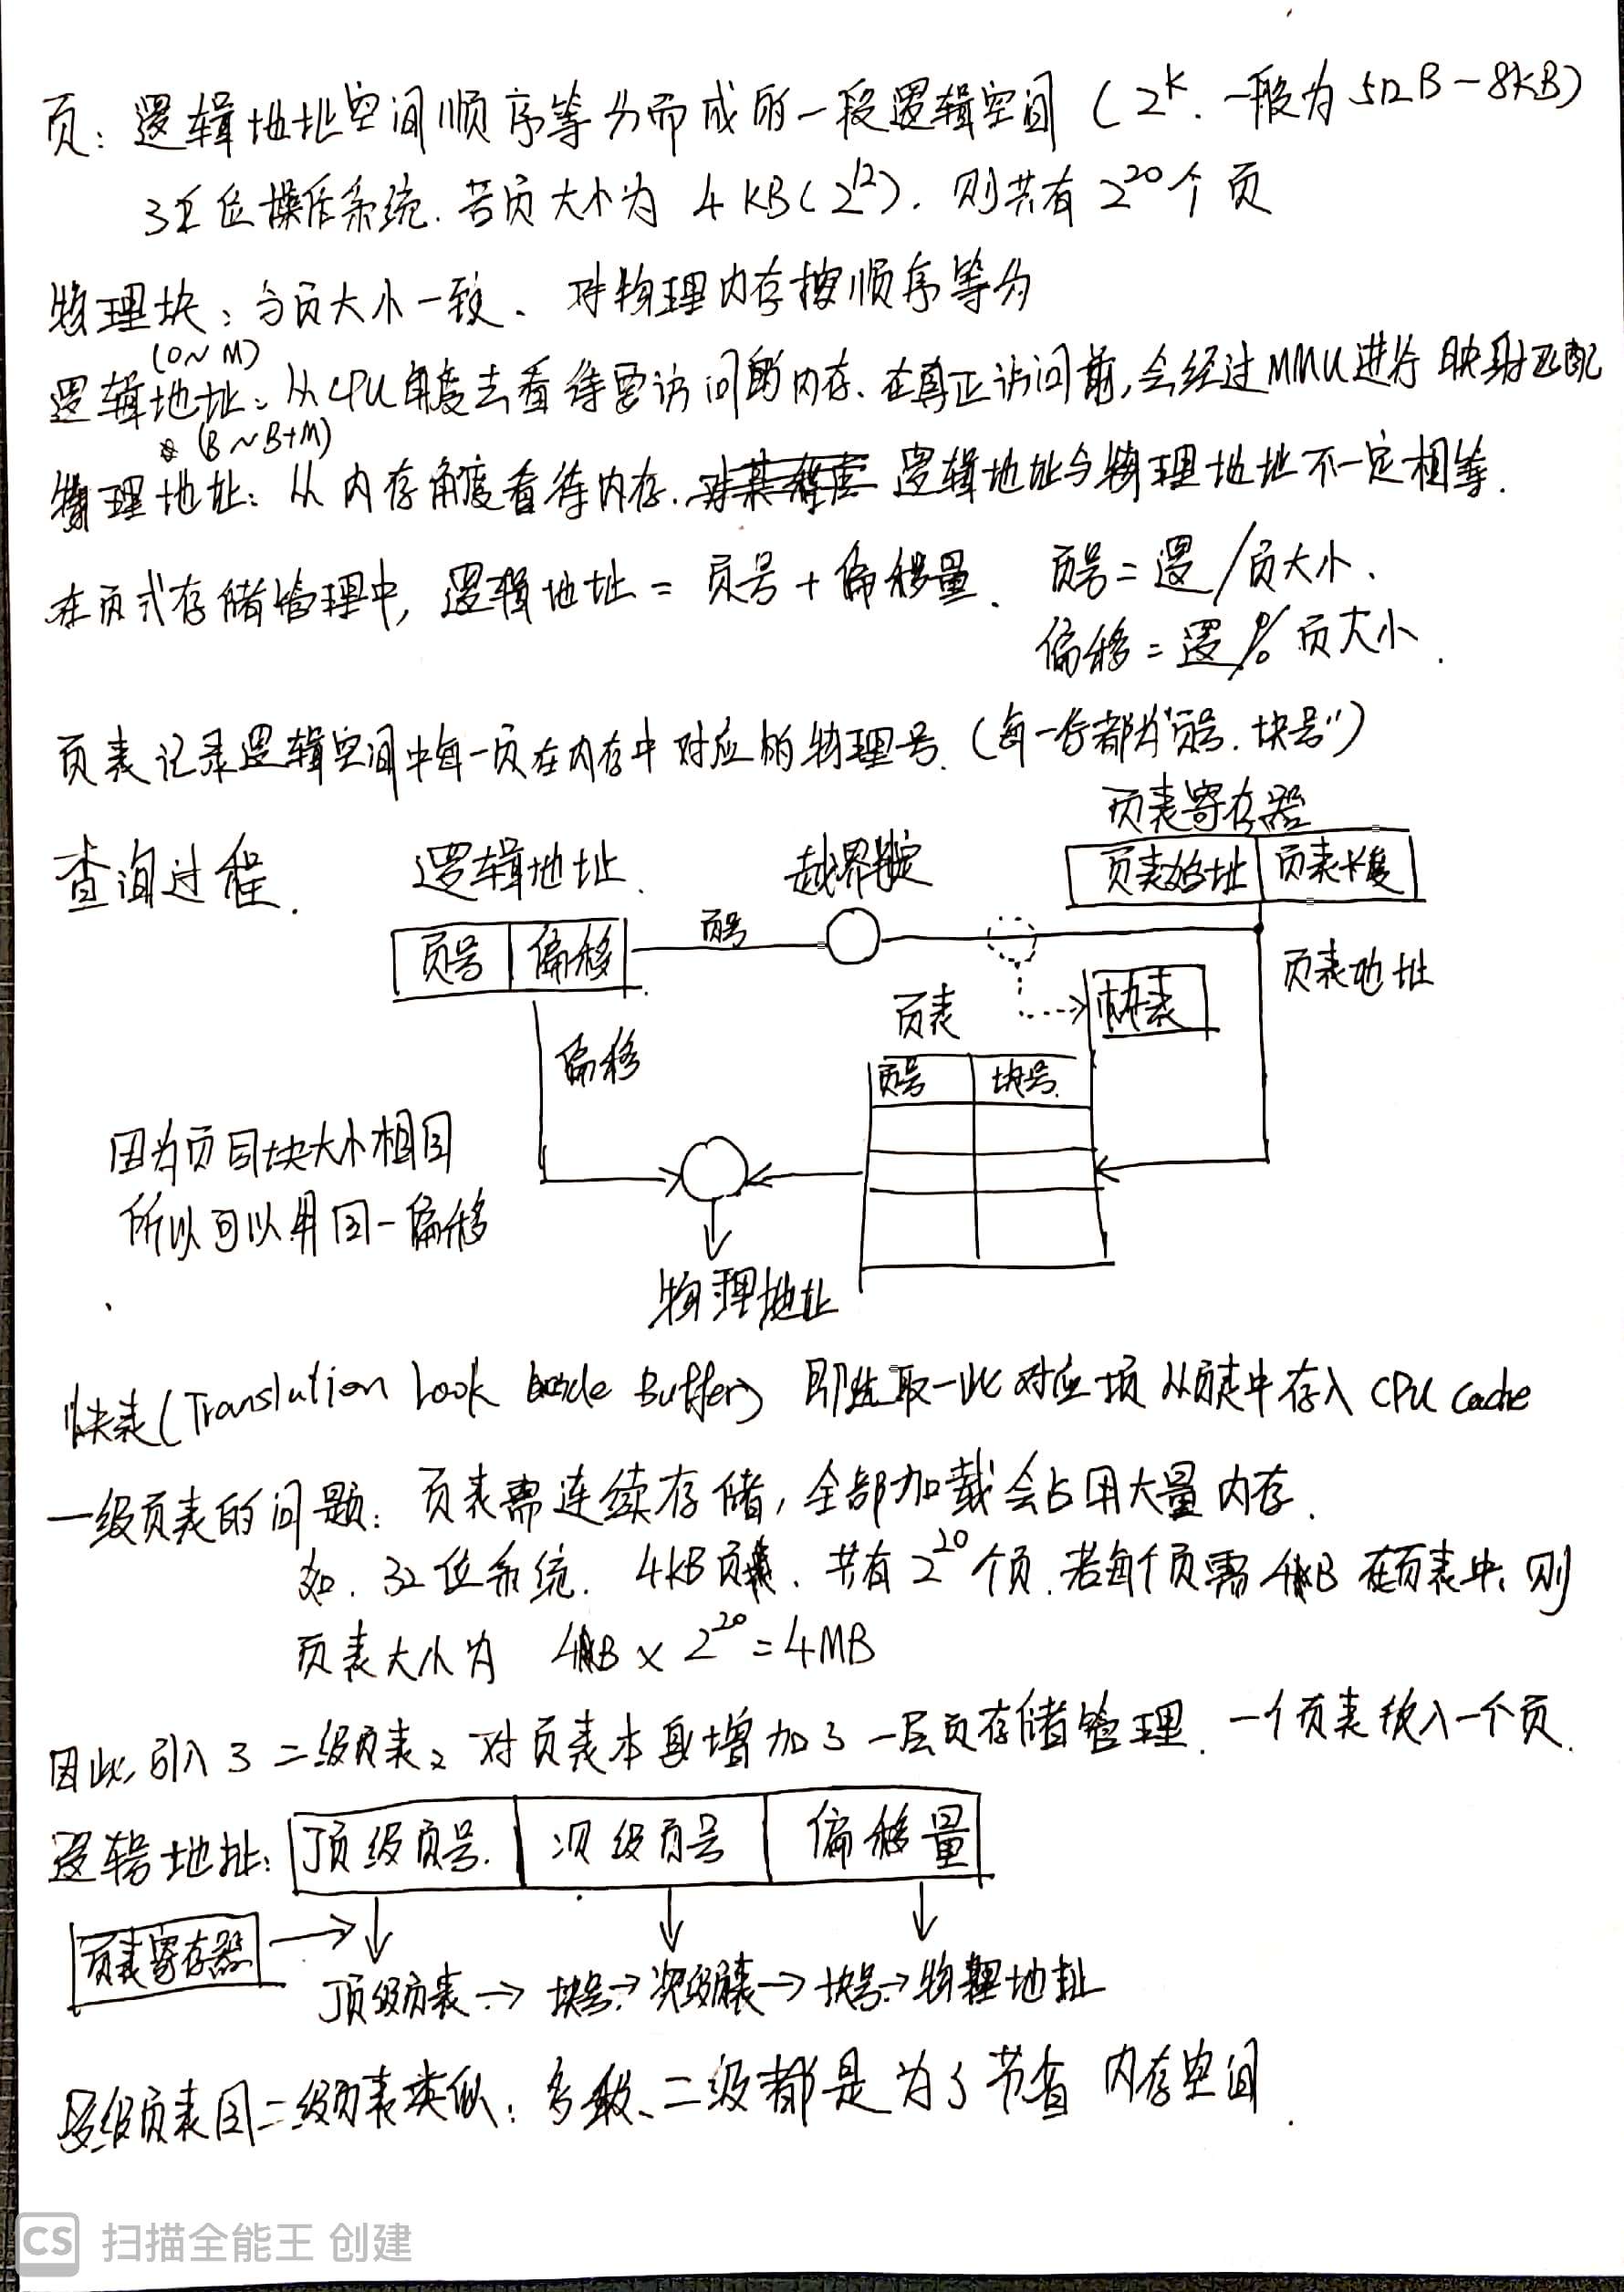 页：逻辑地址空间顺序等分而成的一段逻辑空间（2^K. 一般为 512B-8KB）
32位操作系统. 若页大小为 4KB(2^12). 则共有 2^20 个页
物理块：与页大小一致、对物理内存按顺序等分
(0~M)
逻辑地址：从CPU角度去看待要访问的内存. 在真正访问前,会经过MMU进行 映射匹配
(B~B+M)
物理地址：从内存角度看待内存. 逻辑地址与物理地址不一定相等.
在页式存储管理中, 逻辑地址 = 页号 + 偏移量. 页号 = 逻 / 页大小.
偏移 = 逻 % 页大小.
页表 记录逻辑空间中每一页在内存中对应的物理号. (每一行都为"页号. 块号")
页表寄存器
查询过程. 逻辑地址. 越界判定 页表始址 页表长度
页号 偏移 页号
页表地址
页表 快表
偏移
页号 块号.
因为页同块大小相同
所以可以用同一偏移
物理地址
快表(Translation Look Buffer) 即选取一些对应项从页表中存入 CPU Cache
一级页表的问题：页表需连续存储, 全部加载会占用大量内存.
如. 32位系统. 4KB页 . 共有 2^20 个页. 若每个页需 4B 在页表中, 则
页表大小为 4B × 2^20 = 4MB
因此, 引入了二级页表, 对页表本身增加了一层页存储管理. 一个页表放入一个页.
逻辑地址: 顶级页号. 次级页号 偏移量
页表寄存器
顶级页表 → 块号 → 次级页表 → 块号 → 物理地址
多级页表同二级页表类似：多级、二级都是为了节省 内存空间.
CS 扫描全能王 创建